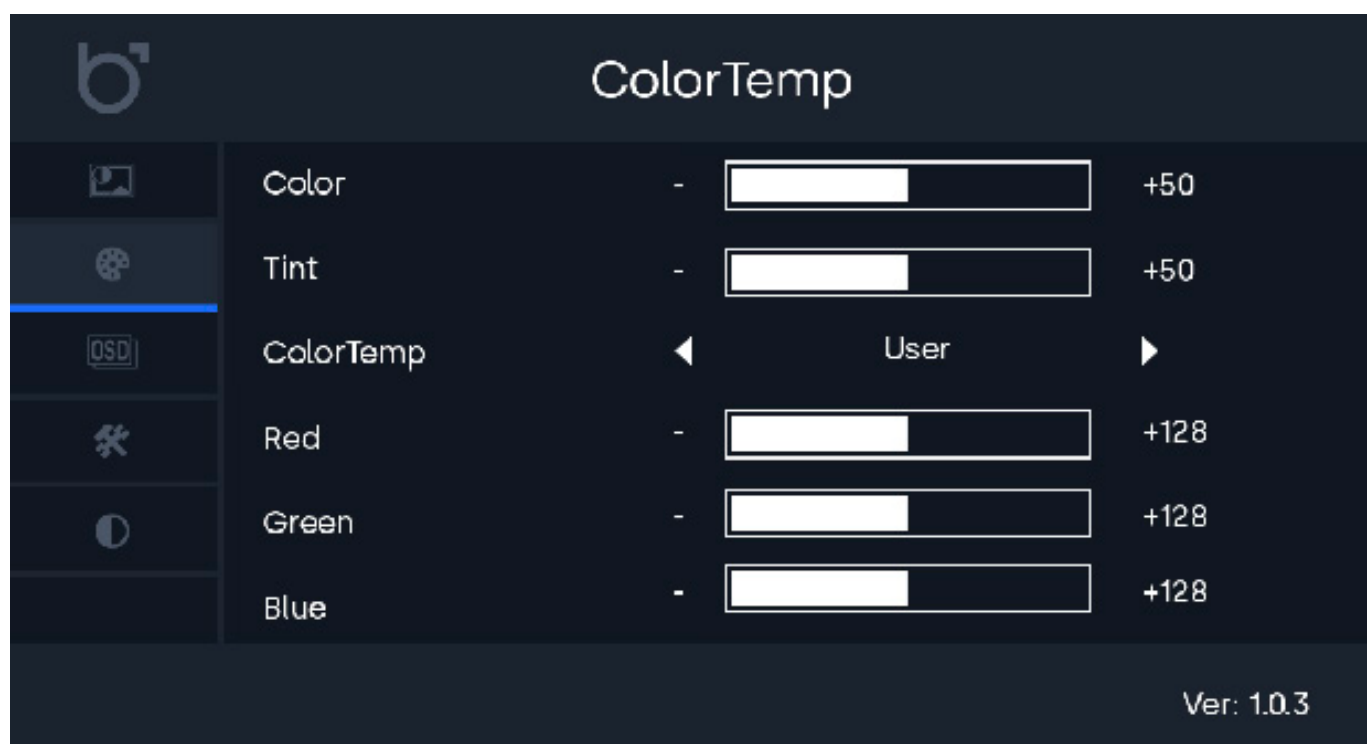 ColorTemp
Color - +50
Tint - +50
OSD
ColorTemp User
Red - +128
Green - +128
Blue - +128
Ver: 1.0.3